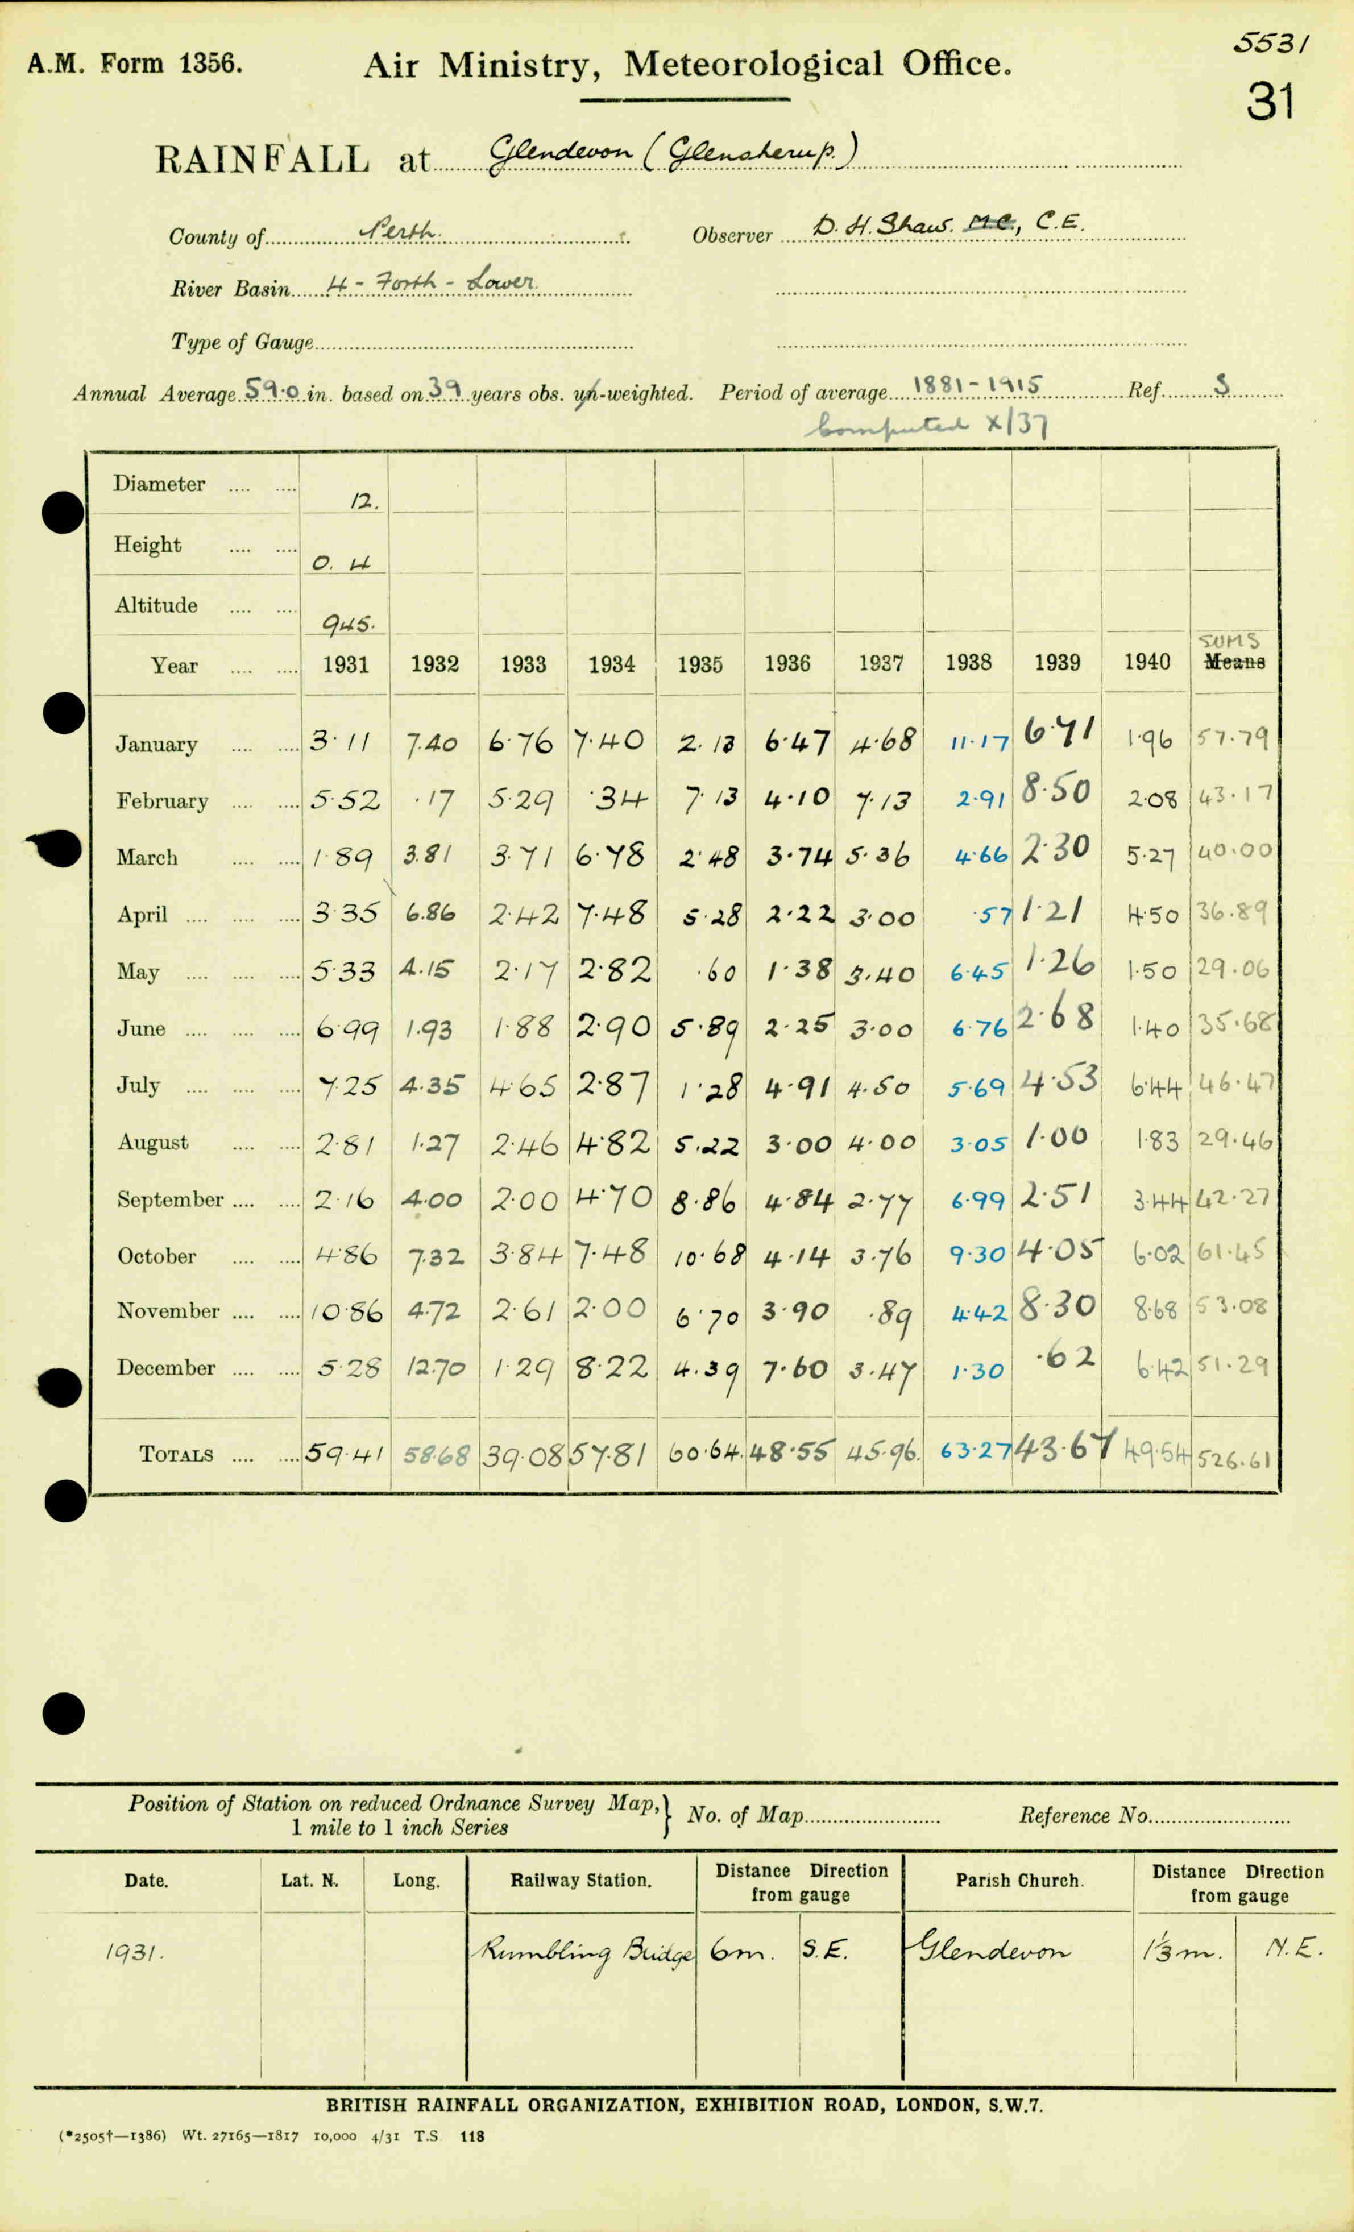 5531
A.M. Form 1356. Air Ministry, Meteorological Office.
31
RAINFALL at Glendevon (Glensherup.)
County of Perth. Observer D. H. Shaw. M.C., C.E.
River Basin 4 - Forth - Lower
Type of Gauge
Annual Average 59.0 in. based on 39 years obs. un-weighted. Period of average 1881-1915 Ref. S
Computed X/37
Diameter .... .... 12.
Height .... .... 0. 4
Altitude .... .... 945.
SUMS
Year .... .... 1931 1932 1933 1934 1935 1936 1937 1938 1939 1940 Means
January .... .... 3·11 7.40 6·76 7·40 2·13 6·47 4·68 11·17 6·71 1·96 57·79
February .... .... 5·52 ·17 5·29 ·34 7·13 4·10 7·13 2·91 8·50 2·08 43·17
March .... .... 1·89 3.81 3·71 6·78 2·48 3·74 5·36 4·66 2·30 5·27 40·00
April .... .... .... 3·35 6.86 2·42 7·48 5·28 2·22 3·00 ·57 1·21 4·50 36·89
May .... .... .... 5·33 4.15 2·17 2·82 ·60 1·38 3·40 6·45 1·26 1·50 29·06
June .... .... .... 6·99 1.93 1·88 2·90 5·89 2·25 3·00 6·76 2·68 1·40 35·68
July .... .... .... 7·25 4.35 4·65 2·87 1·28 4·91 4·50 5·69 4·53 6·44 46·47
August .... .... 2·81 1.27 2·46 4·82 5·22 3·00 4·00 3·05 1·00 1·83 29·46
September .... .... 2·16 4.00 2·00 4·70 8·86 4·84 2·77 6·99 2·51 3·44 42·27
October .... .... 4·86 7.32 3·84 7·48 10·68 4·14 3·76 9·30 4·05 6·02 61·45
November .... .... 10·86 4.72 2·61 2·00 6·70 3·90 ·89 4·42 8·30 8·68 53·08
December .... .... 5·28 12.70 1·29 8·22 4·39 7·60 3·47 1·30 ·62 6·42 51·29
TOTALS .... .... 59·41 58.68 39·08 57·81 60·64 48·55 45·96 63·27 43·67 49·54 526·61
Position of Station on reduced Ordnance Survey Map,} No. of Map Reference No.
1 mile to 1 inch Series
Date. Lat. N. Long. Railway Station. Distance Direction from gauge Parish Church. Distance Direction from gauge
1931. Rumbling Bridge 6m. S.E. Glendevon 1⅓ m. N.E.
BRITISH RAINFALL ORGANIZATION, EXHIBITION ROAD, LONDON, S.W.7.
(*2505†—1386) Wt. 27165—1817 10,000 4/31 T.S. 118